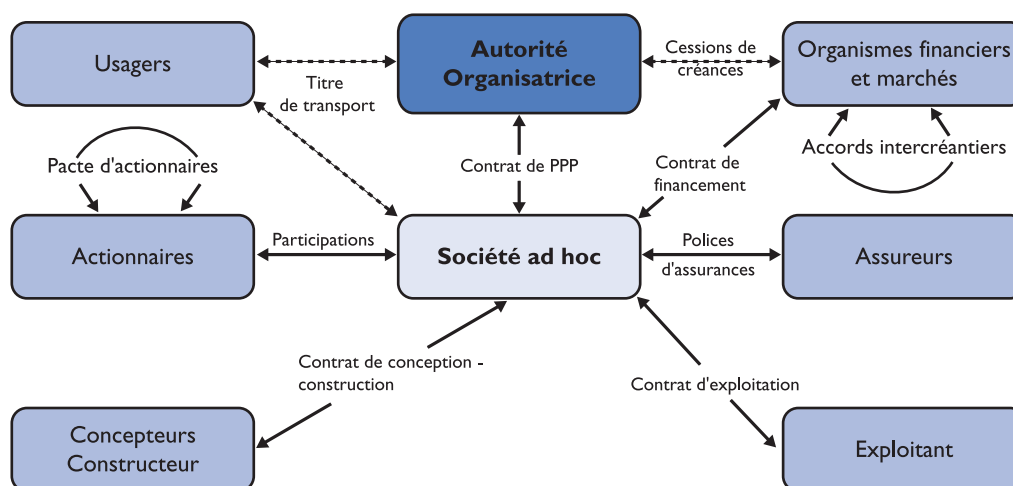 Usagers
Titre
de transport
Autorité
Organisatrice
Cessions de
créances
Organismes financiers
et marchés
Pacte d'actionnaires
Contrat de PPP
Contrat de
financement
Accords intercréantiers
Actionnaires
Participations
Société ad hoc
Polices
d'assurances
Assureurs
Contrat de conception -
construction
Contrat d'exploitation
Concepteurs
Constructeur
Exploitant